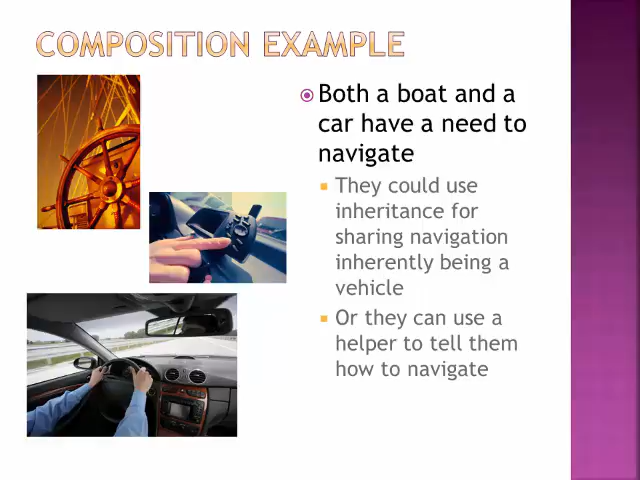 COMPOSITION EXAMPLE
Both a boat and a
car have a need to
navigate
They could use
inheritance for
sharing navigation
inherently being a
vehicle
Or they can use a
helper to tell them
how to navigate